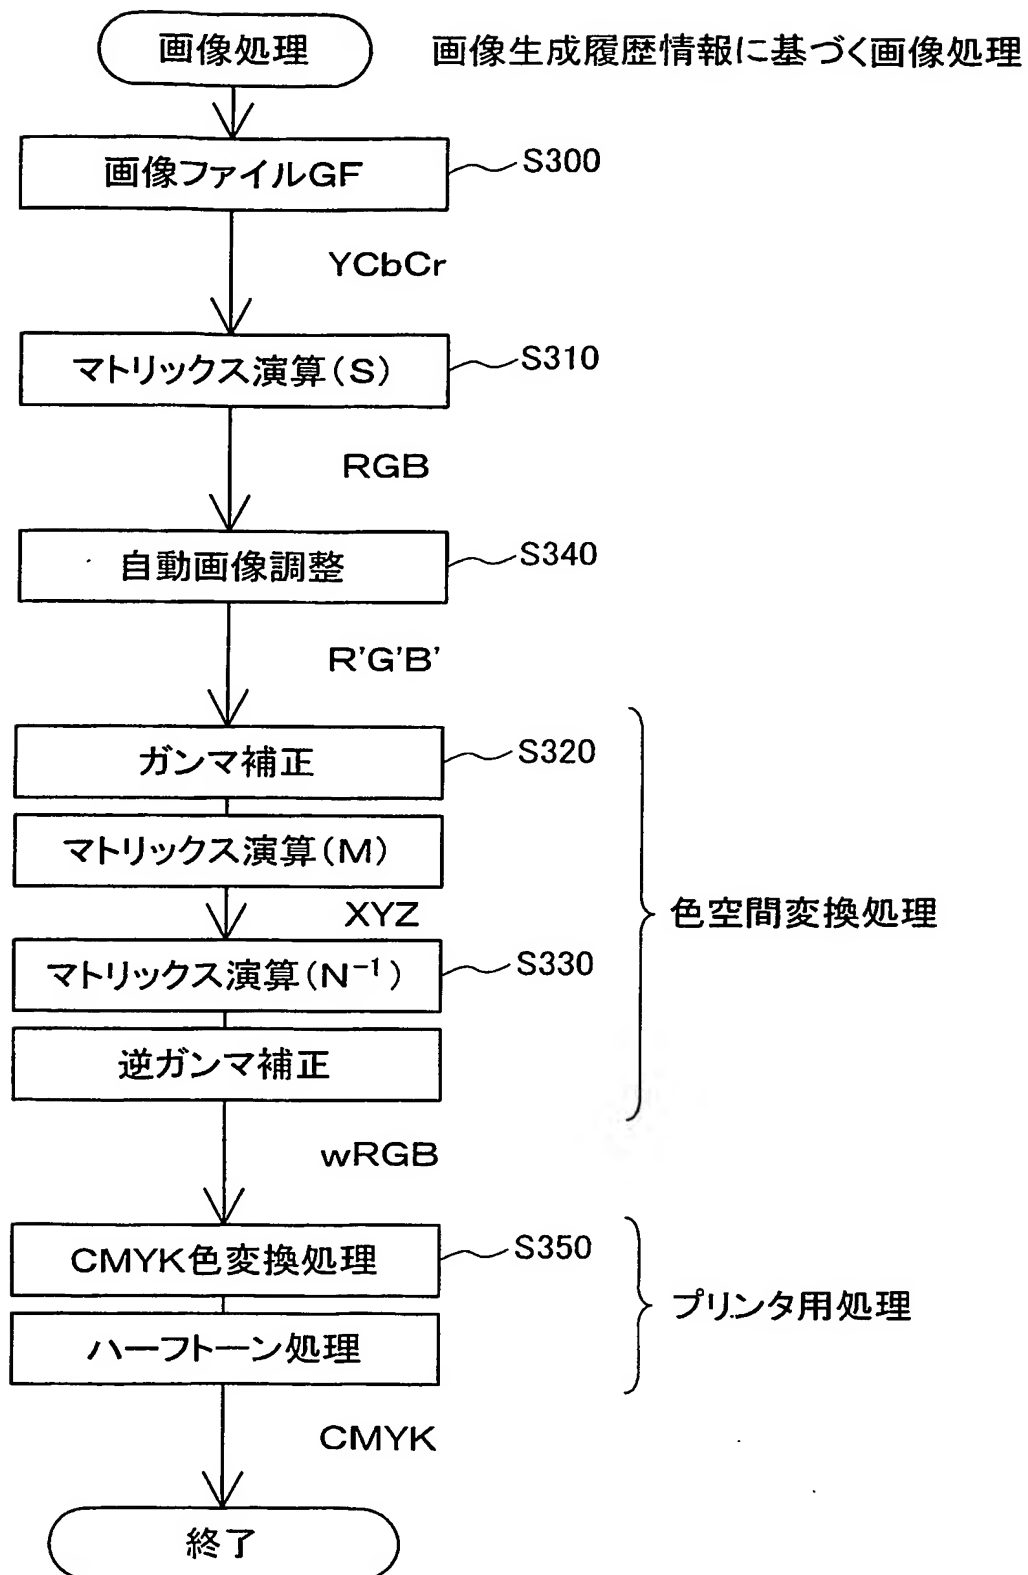 画像処理
画像生成履歴情報に基づく画像処理
画像ファイルGF
S300
YCbCr
マトリックス演算(S)
S310
RGB
自動画像調整
S340
R'G'B'
ガンマ補正
S320
マトリックス演算(M)
XYZ
マトリックス演算(N⁻¹)
S330
逆ガンマ補正
色空間変換処理
wRGB
CMYK色変換処理
S350
ハーフトーン処理
プリンタ用処理
CMYK
終了